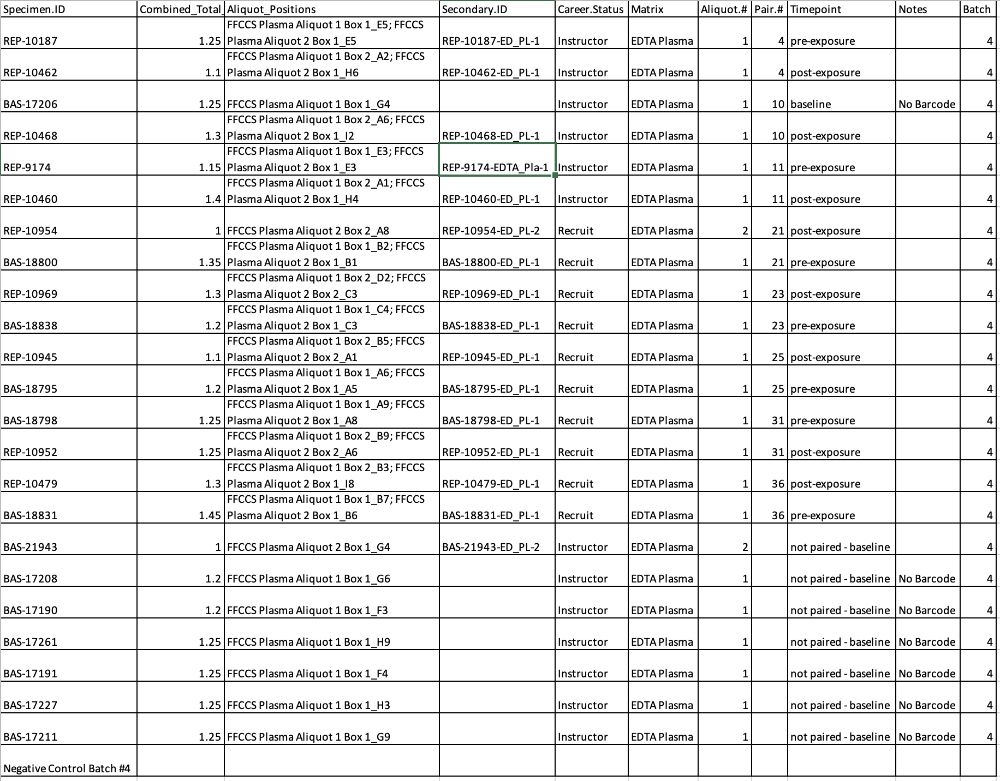 Specimen.ID Combined_Total_ Aliquot_Positions Secondary.ID Career.Status Matrix Aliquot.# Pair.# Timepoint Notes Batch
FFCCS Plasma Aliquot 1 Box 1_E5; FFCCS
REP-10187 1.25 Plasma Aliquot 2 Box 1_E5 REP-10187-ED_PL-1 Instructor EDTA Plasma 1 4 pre-exposure 4
FFCCS Plasma Aliquot 1 Box 2_A2; FFCCS
REP-10462 1.1 Plasma Aliquot 2 Box 1_H6 REP-10462-ED_PL-1 Instructor EDTA Plasma 1 4 post-exposure 4
BAS-17206 1.25 FFCCS Plasma Aliquot 1 Box 1_G4 Instructor EDTA Plasma 1 10 baseline No Barcode 4
FFCCS Plasma Aliquot 1 Box 2_A6; FFCCS
REP-10468 1.3 Plasma Aliquot 2 Box 1_I2 REP-10468-ED_PL-1 Instructor EDTA Plasma 1 10 post-exposure 4
FFCCS Plasma Aliquot 1 Box 1_E3; FFCCS
REP-9174 1.15 Plasma Aliquot 2 Box 1_E3 REP-9174-EDTA_Pla-1 Instructor EDTA Plasma 1 11 pre-exposure 4
FFCCS Plasma Aliquot 1 Box 2_A1; FFCCS
REP-10460 1.4 Plasma Aliquot 2 Box 1_H4 REP-10460-ED_PL-1 Instructor EDTA Plasma 1 11 post-exposure 4
REP-10954 1 FFCCS Plasma Aliquot 2 Box 2_A8 REP-10954-ED_PL-2 Recruit EDTA Plasma 2 21 post-exposure 4
FFCCS Plasma Aliquot 1 Box 1_B2; FFCCS
BAS-18800 1.35 Plasma Aliquot 2 Box 1_B1 BAS-18800-ED_PL-1 Recruit EDTA Plasma 1 21 pre-exposure 4
FFCCS Plasma Aliquot 1 Box 2_D2; FFCCS
REP-10969 1.3 Plasma Aliquot 2 Box 2_C3 REP-10969-ED_PL-1 Recruit EDTA Plasma 1 23 post-exposure 4
FFCCS Plasma Aliquot 1 Box 1_C4; FFCCS
BAS-18838 1.2 Plasma Aliquot 2 Box 1_C3 BAS-18838-ED_PL-1 Recruit EDTA Plasma 1 23 pre-exposure 4
FFCCS Plasma Aliquot 1 Box 2_B5; FFCCS
REP-10945 1.1 Plasma Aliquot 2 Box 2_A1 REP-10945-ED_PL-1 Recruit EDTA Plasma 1 25 post-exposure 4
FFCCS Plasma Aliquot 1 Box 1_A6; FFCCS
BAS-18795 1.2 Plasma Aliquot 2 Box 1_A5 BAS-18795-ED_PL-1 Recruit EDTA Plasma 1 25 pre-exposure 4
FFCCS Plasma Aliquot 1 Box 1_A9; FFCCS
BAS-18798 1.25 Plasma Aliquot 2 Box 1_A8 BAS-18798-ED_PL-1 Recruit EDTA Plasma 1 31 pre-exposure 4
FFCCS Plasma Aliquot 1 Box 2_B9; FFCCS
REP-10952 1.25 Plasma Aliquot 2 Box 2_A6 REP-10952-ED_PL-1 Recruit EDTA Plasma 1 31 post-exposure 4
FFCCS Plasma Aliquot 1 Box 2_B3; FFCCS
REP-10479 1.3 Plasma Aliquot 2 Box 1_I8 REP-10479-ED_PL-1 Recruit EDTA Plasma 1 36 post-exposure 4
FFCCS Plasma Aliquot 1 Box 1_B7; FFCCS
BAS-18831 1.45 Plasma Aliquot 2 Box 1_B6 BAS-18831-ED_PL-1 Recruit EDTA Plasma 1 36 pre-exposure 4
BAS-21943 1 FFCCS Plasma Aliquot 2 Box 1_G4 BAS-21943-ED_PL-2 Instructor EDTA Plasma 2 not paired - baseline 4
BAS-17208 1.2 FFCCS Plasma Aliquot 1 Box 1_G6 Instructor EDTA Plasma 1 not paired - baseline No Barcode 4
BAS-17190 1.2 FFCCS Plasma Aliquot 1 Box 1_F3 Instructor EDTA Plasma 1 not paired - baseline No Barcode 4
BAS-17261 1.25 FFCCS Plasma Aliquot 1 Box 1_H9 Instructor EDTA Plasma 1 not paired - baseline No Barcode 4
BAS-17191 1.25 FFCCS Plasma Aliquot 1 Box 1_F4 Instructor EDTA Plasma 1 not paired - baseline No Barcode 4
BAS-17227 1.25 FFCCS Plasma Aliquot 1 Box 1_H3 Instructor EDTA Plasma 1 not paired - baseline No Barcode 4
BAS-17211 1.25 FFCCS Plasma Aliquot 1 Box 1_G9 Instructor EDTA Plasma 1 not paired - baseline No Barcode 4
Negative Control Batch #4